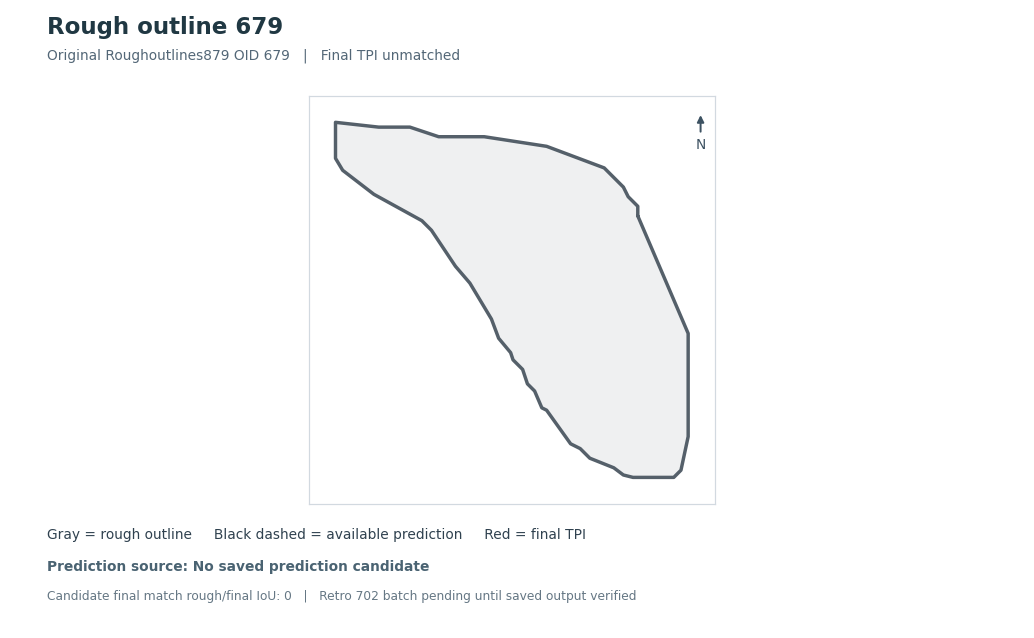 Rough outline 679
Original Roughoutlines879 OID 679   |   Final TPI unmatched
N
Gray = rough outline     Black dashed = available prediction     Red = final TPI
Prediction source: No saved prediction candidate
Candidate final match rough/final IoU: 0   |   Retro 702 batch pending until saved output verified